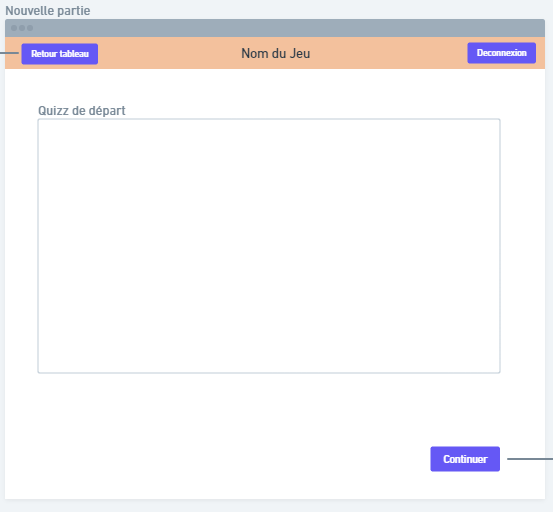 Nouvelle partie
Retour tableau
Nom du Jeu
Deconnexion
Quizz de départ
Continuer